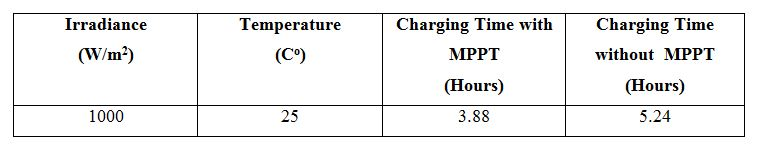 Irradiance
(W/m²)
Temperature
(Cº)
Charging Time with
MPPT
(Hours)
Charging Time
without MPPT
(Hours)
1000
25
3.88
5.24